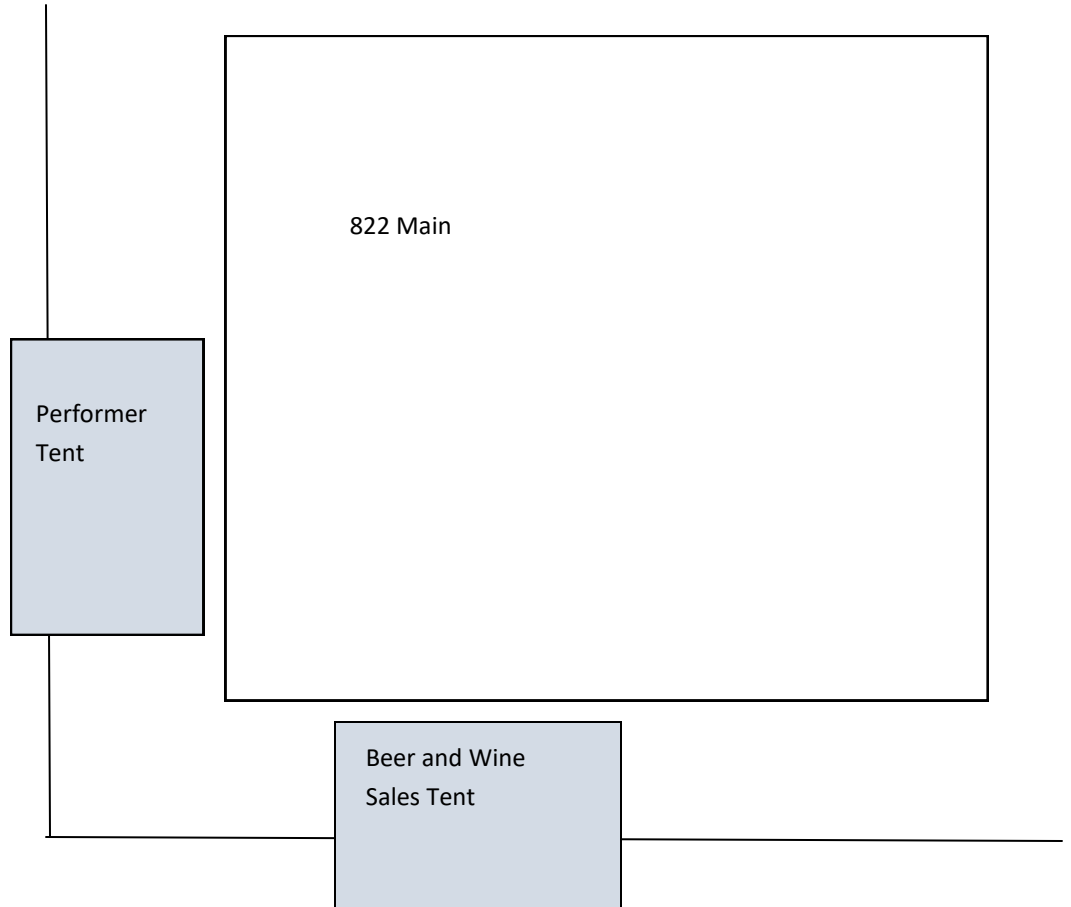 822 Main
Performer
Tent
Beer and Wine
Sales Tent